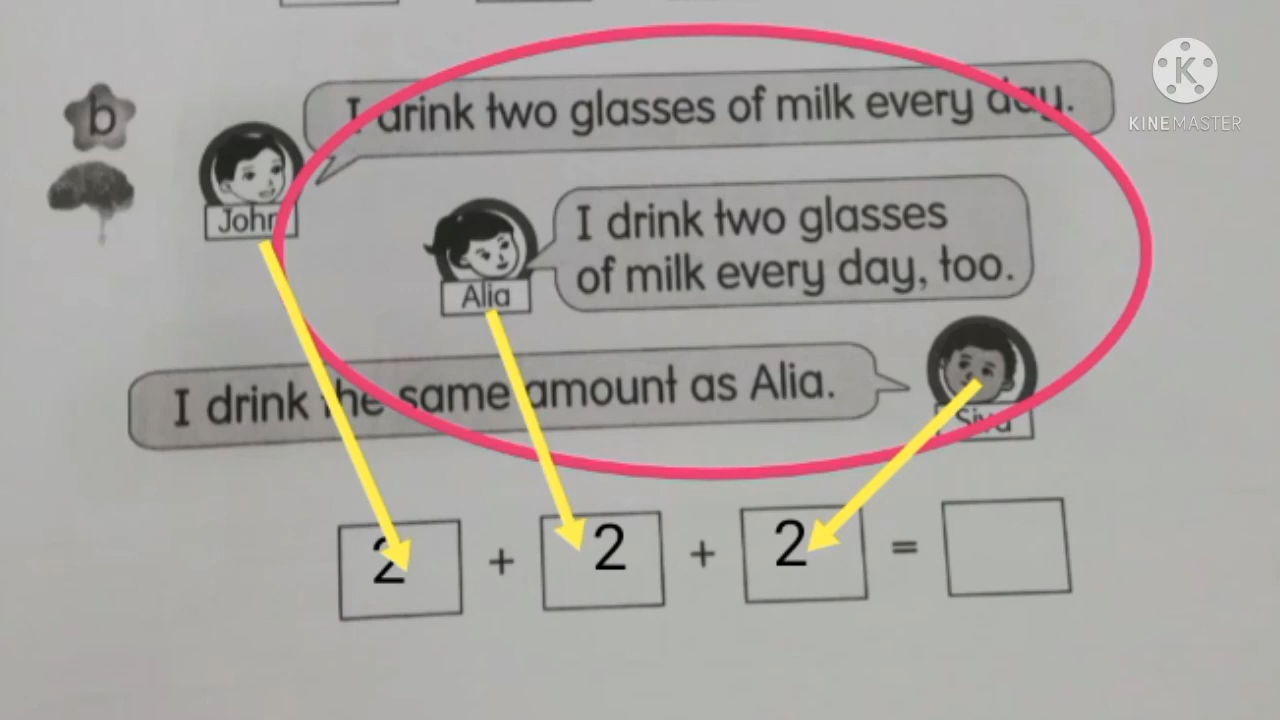 b
I drink two glasses of milk every day.
John
I drink two glasses
of milk every day, too.
Alia
I drink the same amount as Alia.
Siva
2 + 2 + 2 =
K
KINEMASTER